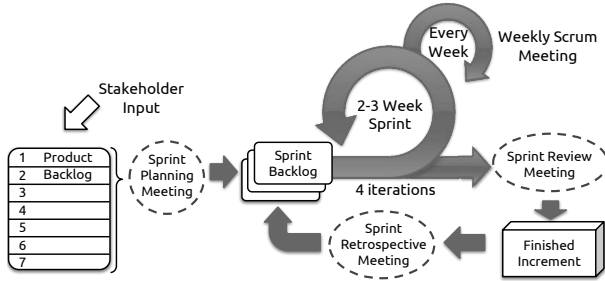 Every
Week
Weekly Scrum
Meeting
Stakeholder
Input
2-3 Week
Sprint
1 Product
2 Backlog
3
4
5
6
7
Sprint
Planning
Meeting
Sprint
Backlog
4 iterations
Sprint Review
Meeting
Sprint
Retrospective
Meeting
Finished
Increment